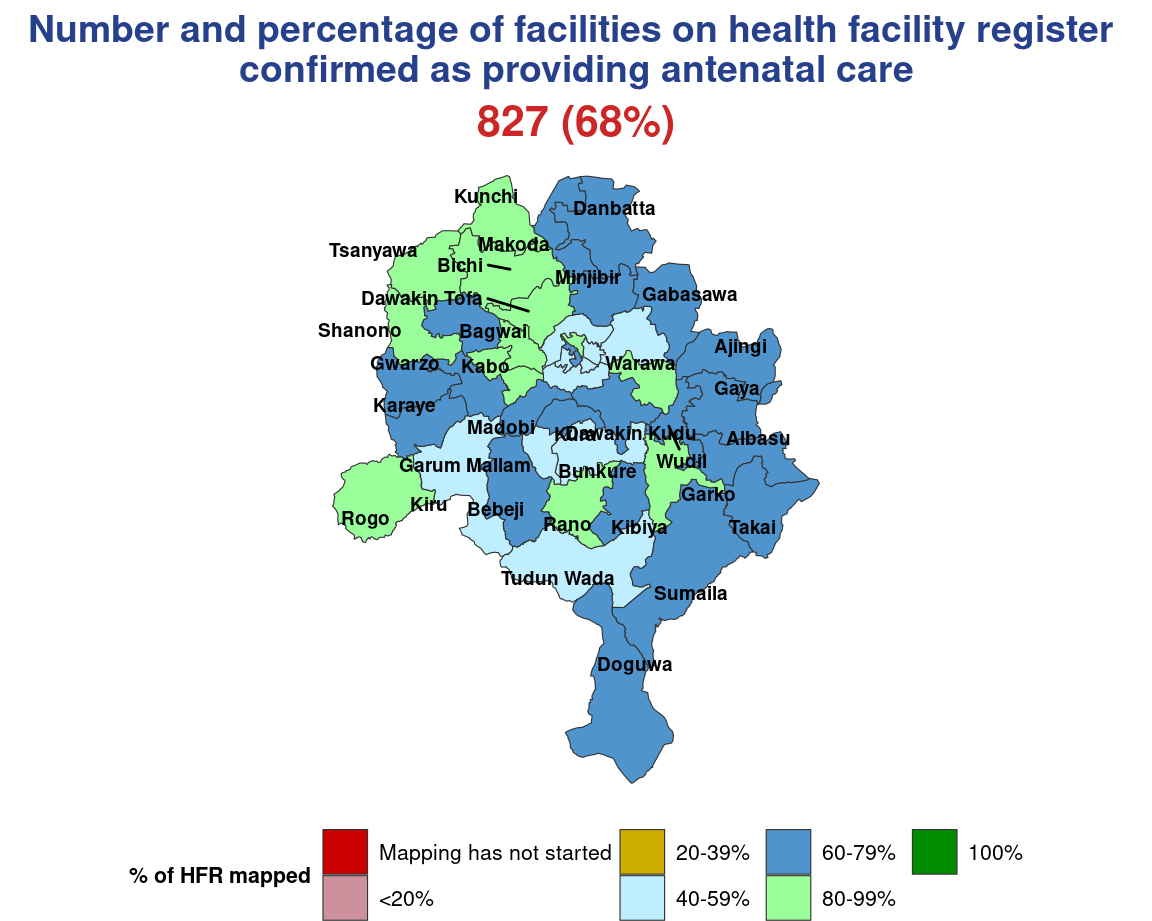 Number and percentage of facilities on health facility register
confirmed as providing antenatal care
827 (68%)
Kunchi
Danbatta
Makoda
Tsanyawa
Bichi
Minjibir
Gabasawa
Dawakin Tofa
Shanono
Bagwai
Ajingi
Gwarzo
Kabo
Warawa
Gaya
Karaye
Madobi
Kura
Dawakin Kudu
Albasu
Garum Mallam
Bunkure
Wudil
Garko
Kiru
Bebeji
Rogo
Rano
Kibiya
Takai
Tudun Wada
Sumaila
Doguwa
% of HFR mapped
Mapping has not started
<20%
20-39%
40-59%
60-79%
80-99%
100%